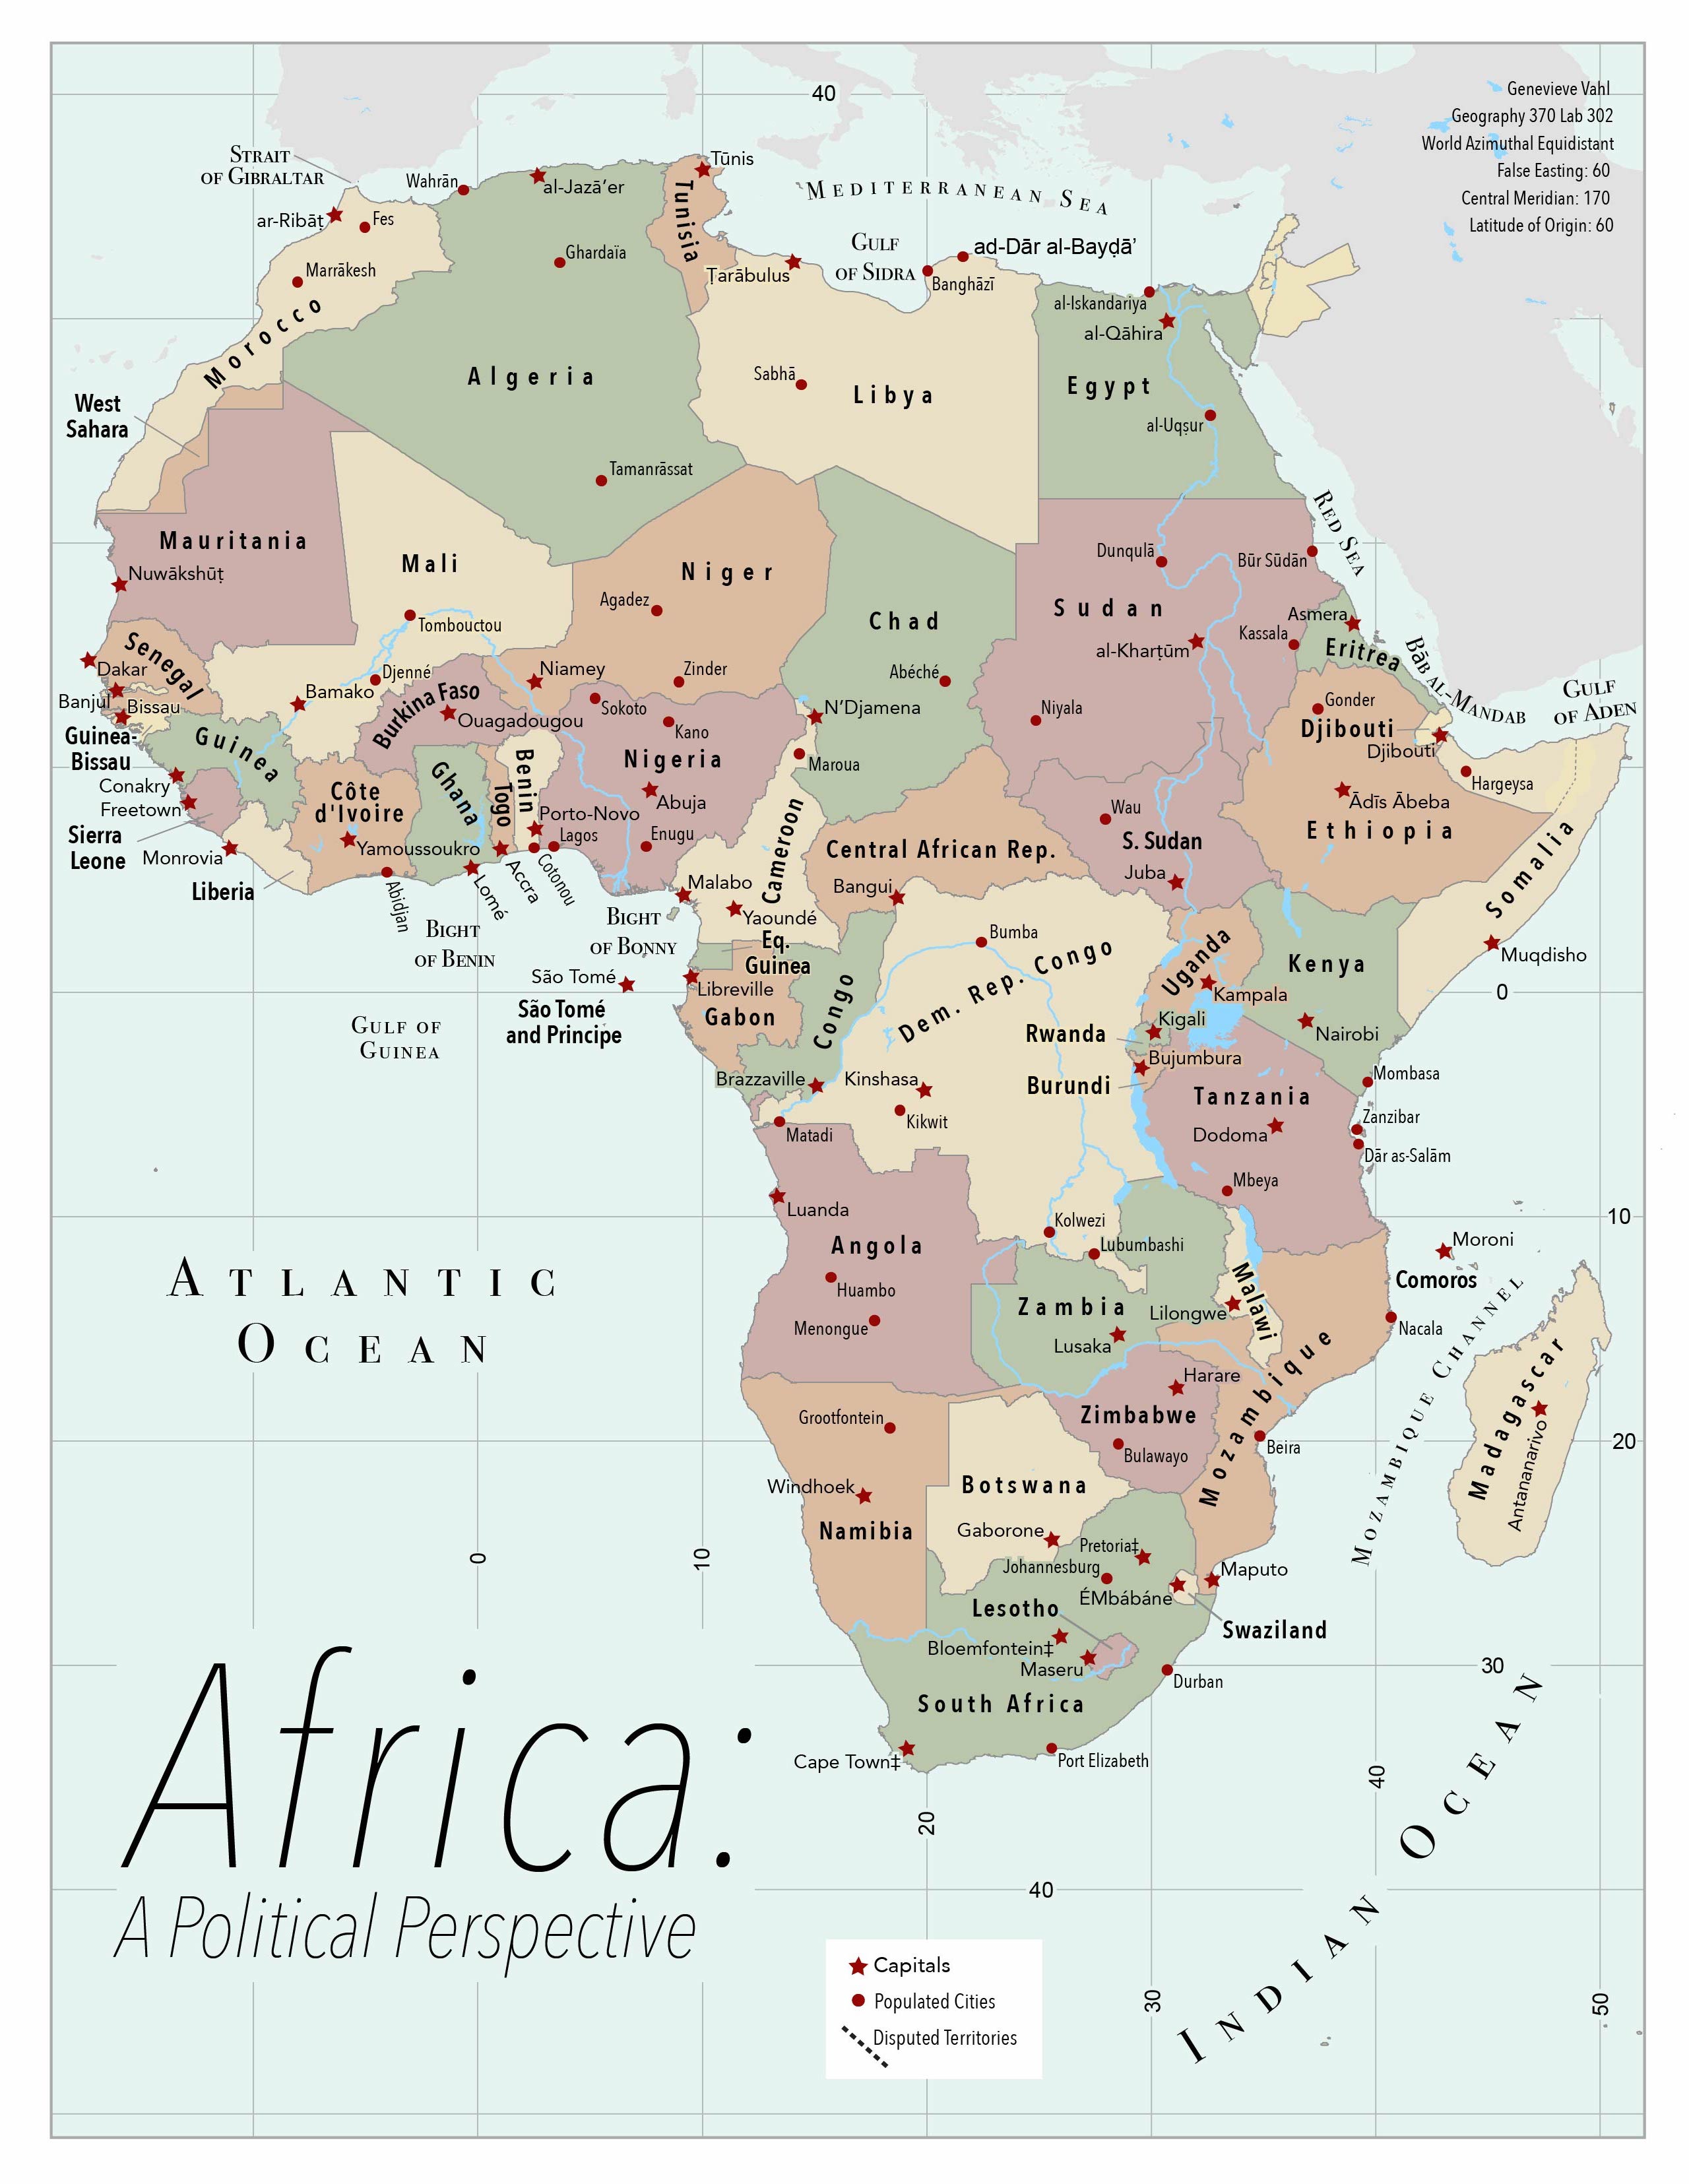 40
Genevieve Vahl
Geography 370 Lab 302
World Azimuthal Equidistant
False Easting: 60
Central Meridian: 170
Latitude of Origin: 60
Strait
of Gibraltar
Mediterranean Sea
Gulf
of Sidra
Tūnis
Tunisia
Wahrān
al-Jazā'er
ar-Ribāṭ
Fes
Ghardaïa
Marrākesh
Morocco
Ṭarābulus
ad-Dār al-Bayḍā'
Banghāzī
al-Iskandariya
al-Qāhira
Algeria
Sabhā
Libya
Egypt
West
Sahara
al-Uqṣur
Tamanrāssat
Red Sea
Mauritania
Mali
Niger
Dunqulā
Būr Sūdān
Nuwākshūṭ
Agadez
Chad
Sudan
Asmera
Tombouctou
Kassala
al-Kharṭūm
Eritrea
Bāb al-Mandab
Senegal
Dakar
Djenné
Niamey
Zinder
Abéché
Gulf
of Aden
Banjul
Bissau
Bamako
Burkina Faso
Ouagadougou
Sokoto
Kano
N'Djamena
Niyala
Gonder
Djibouti
Djibouti
Guinea-
Bissau
Guinea
Benin
Nigeria
Maroua
Hargeysa
Conakry
Freetown
Côte
d'Ivoire
Ghana
Togo
Porto-Novo
Abuja
Wau
Ādīs Ābeba
Ethiopia
Sierra
Leone
Monrovia
Yamoussoukro
Lagos
Enugu
Cameroon
Central African Rep.
S. Sudan
Somalia
Liberia
Abidjan
Lomé
Accra
Cotonou
Malabo
Bangui
Juba
Bight
of Benin
Bight
of Bonny
Yaoundé
Bumba
Uganda
Kenya
Muqdisho
Eq.
Guinea
São Tomé
Libreville
Dem. Rep. Congo
Kampala
0
São Tomé
and Principe
Gabon
Congo
Gulf of
Guinea
Rwanda
Kigali
Nairobi
Brazzaville
Kinshasa
Burundi
Bujumbura
Mombasa
Kikwit
Tanzania
Zanzibar
Matadi
Dodoma
Dār as-Salām
Mbeya
Luanda
10
Kolwezi
Angola
Lubumbashi
Moroni
Comoros
Atlantic
Ocean
Huambo
Zambia
Malawi
Lilongwe
Menongue
Lusaka
Nacala
Mozambique Channel
Madagascar
Antananarivo
Harare
Mozambique
Grootfontein
Zimbabwe
Beira
20
Bulawayo
Windhoek
Botswana
Namibia
Gaborone
Pretoria‡
0
10
Johannesburg
Maputo
ÉMbábáne
Lesotho
Swaziland
Bloemfontein‡
Maseru
30
Durban
South Africa
Cape Town‡
Port Elizabeth
Africa:
A Political Perspective
20
40
40
30
50
Indian Ocean
Capitals
Populated Cities
Disputed Territories